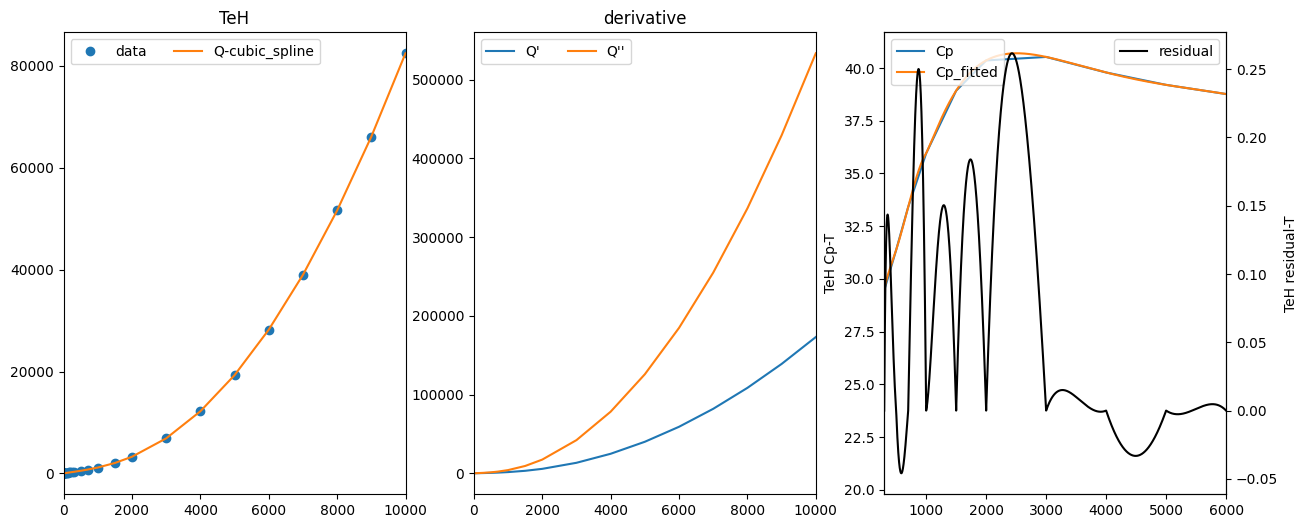 TeH
data
Q-cubic_spline
80000
60000
40000
20000
0
0 2000 4000 6000 8000 10000
derivative
Q'
Q''
500000
400000
300000
200000
100000
0
0 2000 4000 6000 8000 10000
Cp
Cp_fitted
residual
TeH Cp-T
40.0
37.5
35.0
32.5
30.0
27.5
25.0
22.5
20.0
1000 2000 3000 4000 5000 6000
0.25
0.20
0.15
0.10
0.05
0.00
−0.05
TeH residual-T